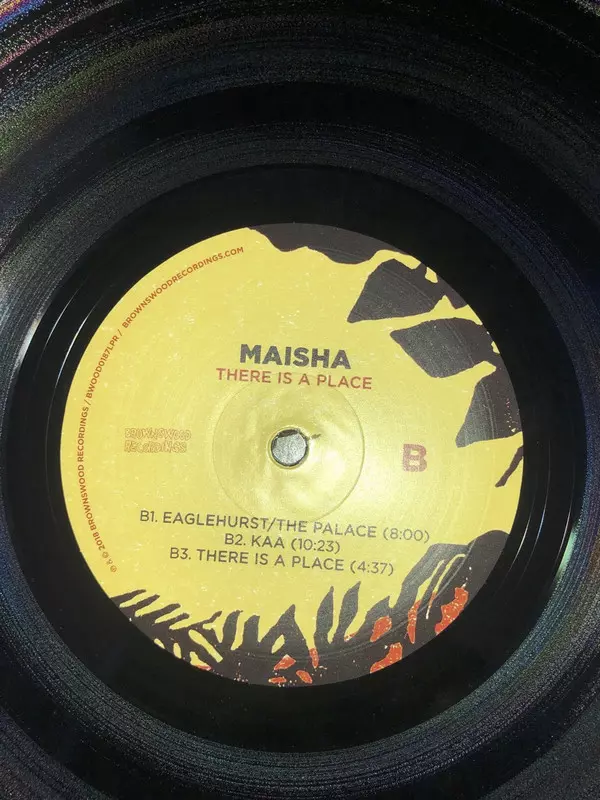 MAISHA
THERE IS A PLACE
BROWNSWOOD
RECORDINGS
B
B1. EAGLEHURST/THE PALACE (8:00)
B2. KAA (10:23)
B3. THERE IS A PLACE (4:37)
℗ & © 2018 BROWNSWOOD RECORDINGS / BWOOD0187LPR / BROWNSWOODRECORDINGS.COM